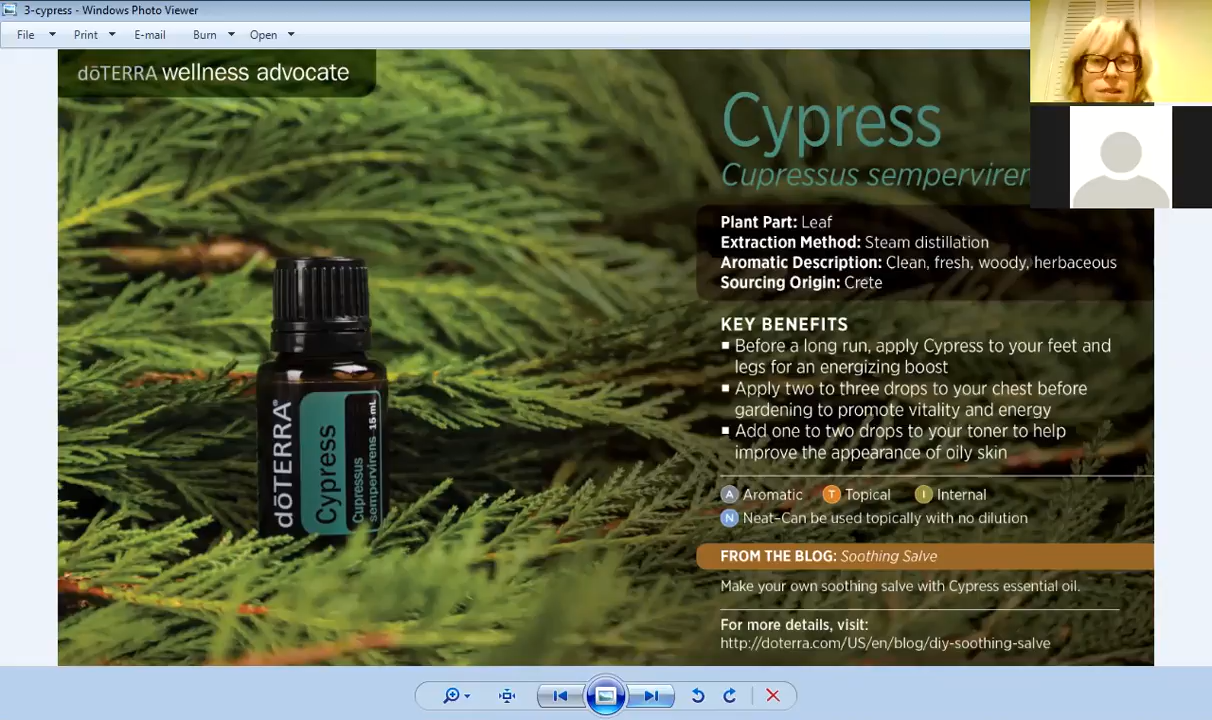 3-cypress - Windows Photo Viewer
File Print E-mail Burn Open
dōTERRA wellness advocate
Cypress
Cupressus semperviren
Plant Part: Leaf
Extraction Method: Steam distillation
Aromatic Description: Clean, fresh, woody, herbaceous
Sourcing Origin: Crete
KEY BENEFITS
▪ Before a long run, apply Cypress to your feet and
legs for an energizing boost
▪ Apply two to three drops to your chest before
gardening to promote vitality and energy
▪ Add one to two drops to your toner to help
improve the appearance of oily skin
A Aromatic T Topical I Internal
N Neat–Can be used topically with no dilution
FROM THE BLOG: Soothing Salve
Make your own soothing salve with Cypress essential oil.
For more details, visit:
http://doterra.com/US/en/blog/diy-soothing-salve
dōTERRA®
Cypress
Cupressus
sempervirens 15 mL